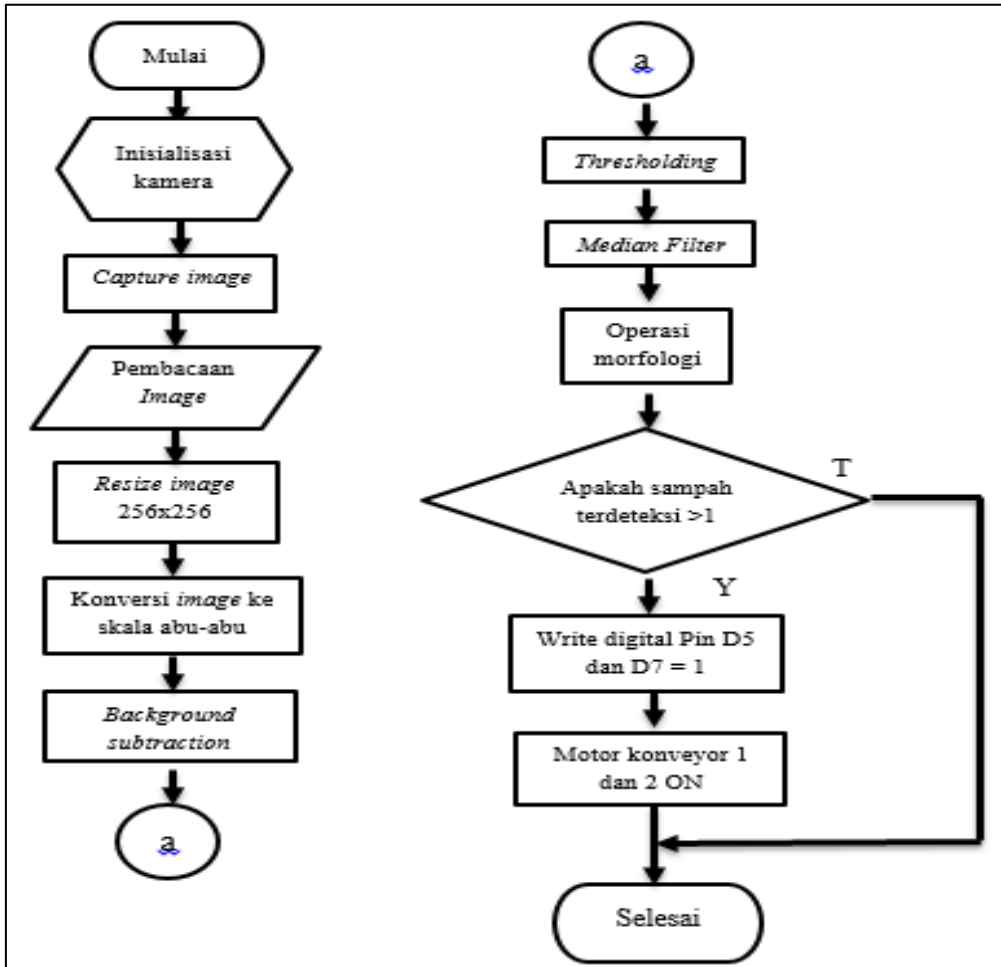 Mulai
Inisialisasi
kamera
Capture image
Pembacaan
Image
Resize image
256x256
Konversi image ke
skala abu-abu
Background
subtraction
a
a
Thresholding
Median Filter
Operasi
morfologi
Apakah sampah
terdeteksi >1
T
Y
Write digital Pin D5
dan D7 = 1
Motor konveyor 1
dan 2 ON
Selesai